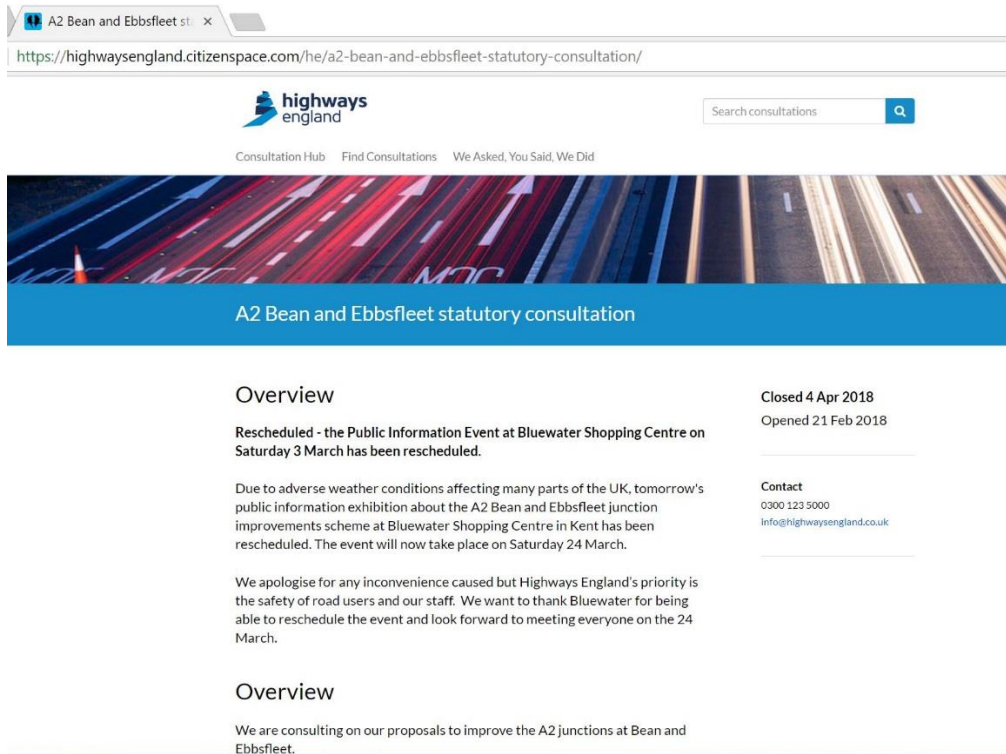 A2 Bean and Ebbsfleet st
https://highwaysengland.citizenspace.com/he/a2-bean-and-ebbsfleet-statutory-consultation/
highways
england
Search consultations
Consultation Hub Find Consultations We Asked, You Said, We Did
A2 Bean and Ebbsfleet statutory consultation
Overview
Rescheduled - the Public Information Event at Bluewater Shopping Centre on
Saturday 3 March has been rescheduled.
Due to adverse weather conditions affecting many parts of the UK, tomorrow's
public information exhibition about the A2 Bean and Ebbsfleet junction
improvements scheme at Bluewater Shopping Centre in Kent has been
rescheduled. The event will now take place on Saturday 24 March.
We apologise for any inconvenience caused but Highways England's priority is
the safety of road users and our staff. We want to thank Bluewater for being
able to reschedule the event and look forward to meeting everyone on the 24
March.
Overview
We are consulting on our proposals to improve the A2 junctions at Bean and
Ebbsfleet.
Closed 4 Apr 2018
Opened 21 Feb 2018
Contact
0300 123 5000
info@highwaysengland.co.uk